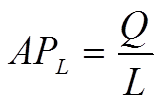 AP_L = Q/L